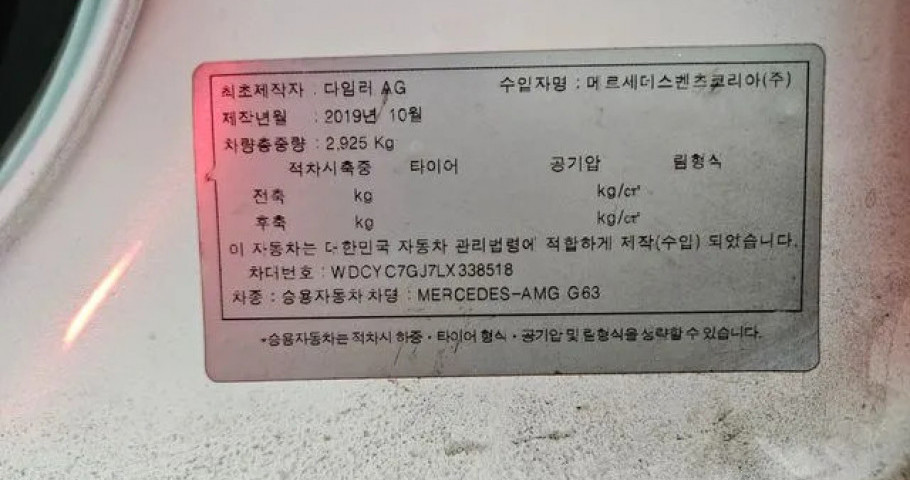 최초제작자 : 다임러 AG 수입자명 : 메르세데스벤츠코리아(주)
제작년월 : 2019년 10월
차량총중량 : 2,925 Kg
적차시축중 타이어 공기압 림형식
전축 kg kg/㎠
후축 kg kg/㎠
이 자동차는 대한민국 자동차 관리법령에 적합하게 제작(수입) 되었습니다.
차대번호 : WDCYC7GJ7LX338518
차종 : 승용자동차 차명 : MERCEDES-AMG G63
*승용자동차는 적차시 하중·타이어 형식·공기압 및 림형식을 생략할 수 있습니다.